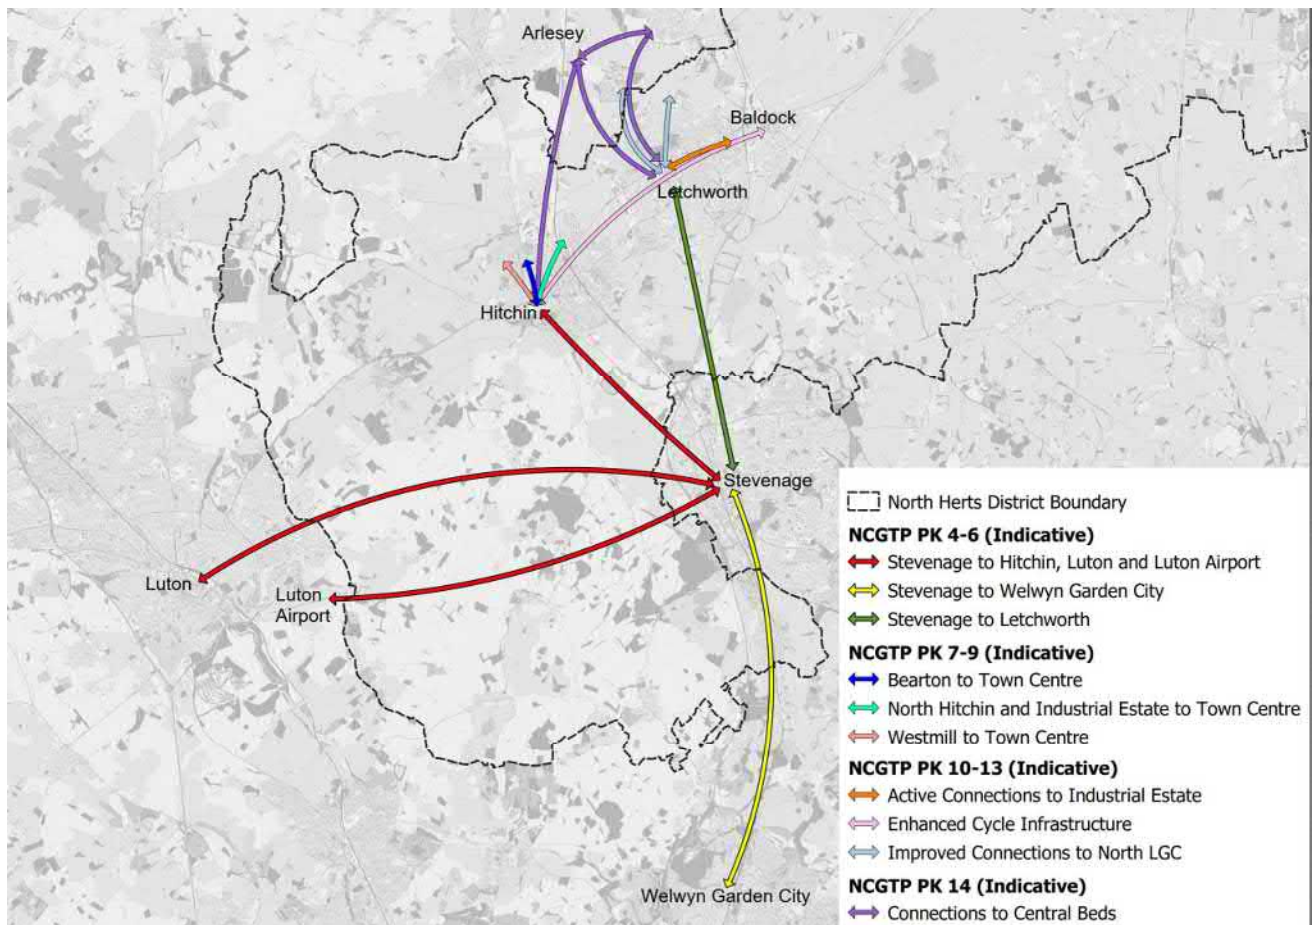 Arlesey
Baldock
Letchworth
Hitchin
Stevenage
Luton
Luton
Airport
Welwyn Garden City
North Herts District Boundary
NCGTP PK 4-6 (Indicative)
Stevenage to Hitchin, Luton and Luton Airport
Stevenage to Welwyn Garden City
Stevenage to Letchworth
NCGTP PK 7-9 (Indicative)
Bearton to Town Centre
North Hitchin and Industrial Estate to Town Centre
Westmill to Town Centre
NCGTP PK 10-13 (Indicative)
Active Connections to Industrial Estate
Enhanced Cycle Infrastructure
Improved Connections to North LGC
NCGTP PK 14 (Indicative)
Connections to Central Beds